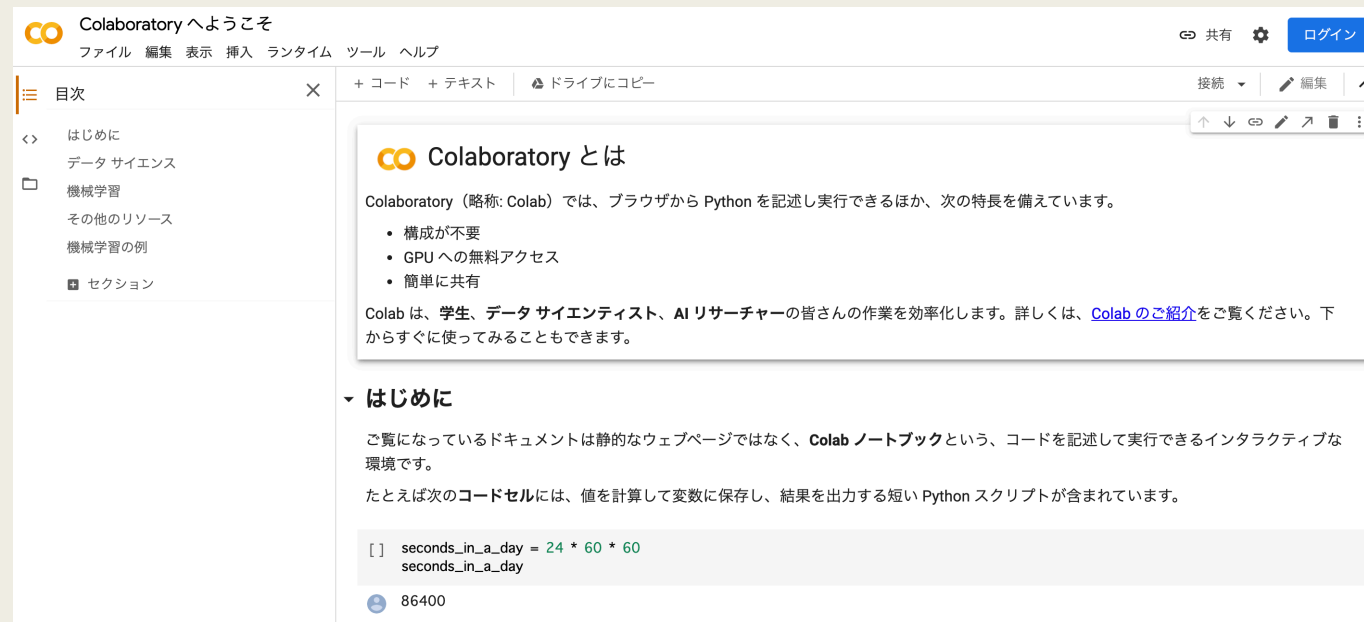 Colaboratory へようこそ
ファイル 編集 表示 挿入 ランタイム ツール ヘルプ
共有
ログイン
目次
はじめに
データ サイエンス
機械学習
その他のリソース
機械学習の例
セクション
+ コード + テキスト ドライブにコピー
接続 編集
Colaboratory とは
Colaboratory（略称: Colab）では、ブラウザから Python を記述し実行できるほか、次の特長を備えています。
• 構成が不要
• GPU への無料アクセス
• 簡単に共有
Colab は、学生、データ サイエンティスト、AI リサーチャーの皆さんの作業を効率化します。詳しくは、Colab のご紹介をご覧ください。下
からすぐに使ってみることもできます。
はじめに
ご覧になっているドキュメントは静的なウェブページではなく、Colab ノートブックという、コードを記述して実行できるインタラクティブな
環境です。
たとえば次のコードセルには、値を計算して変数に保存し、結果を出力する短い Python スクリプトが含まれています。
[ ] seconds_in_a_day = 24 * 60 * 60
seconds_in_a_day
86400